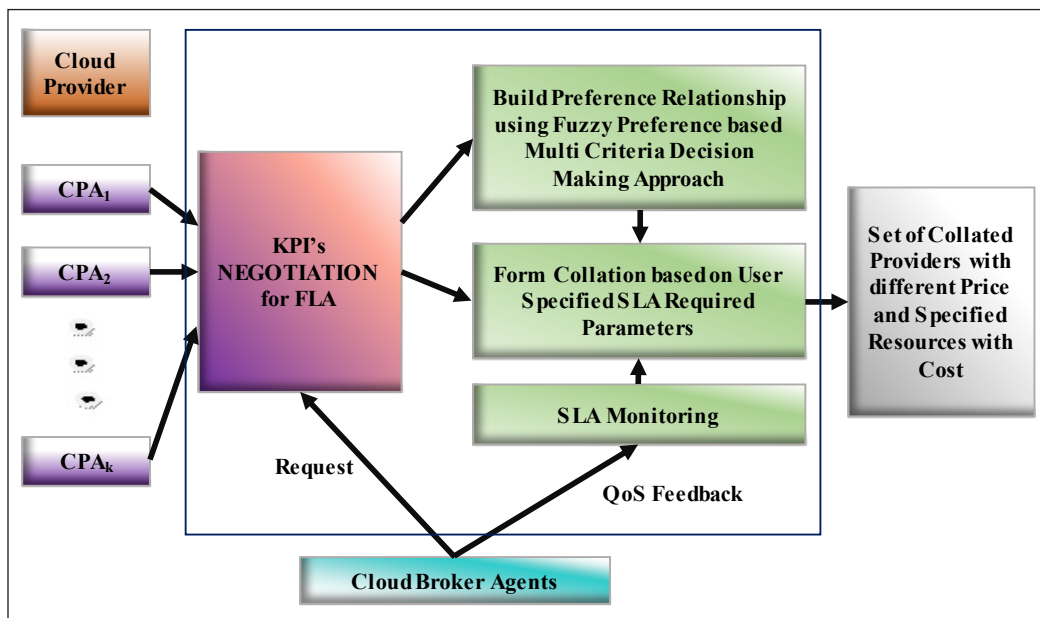 Cloud
Provider
CPA₁
CPA₂
CPAₖ
KPI's
NEGOTIATION
for FLA
Build Preference Relationship
using Fuzzy Preference based
Multi Criteria Decision
Making Approach
Form Collation based on User
Specified SLA Required
Parameters
SLA Monitoring
Set of Collated
Providers with
different Price
and Specified
Resources with
Cost
Request
QoS Feedback
Cloud Broker Agents